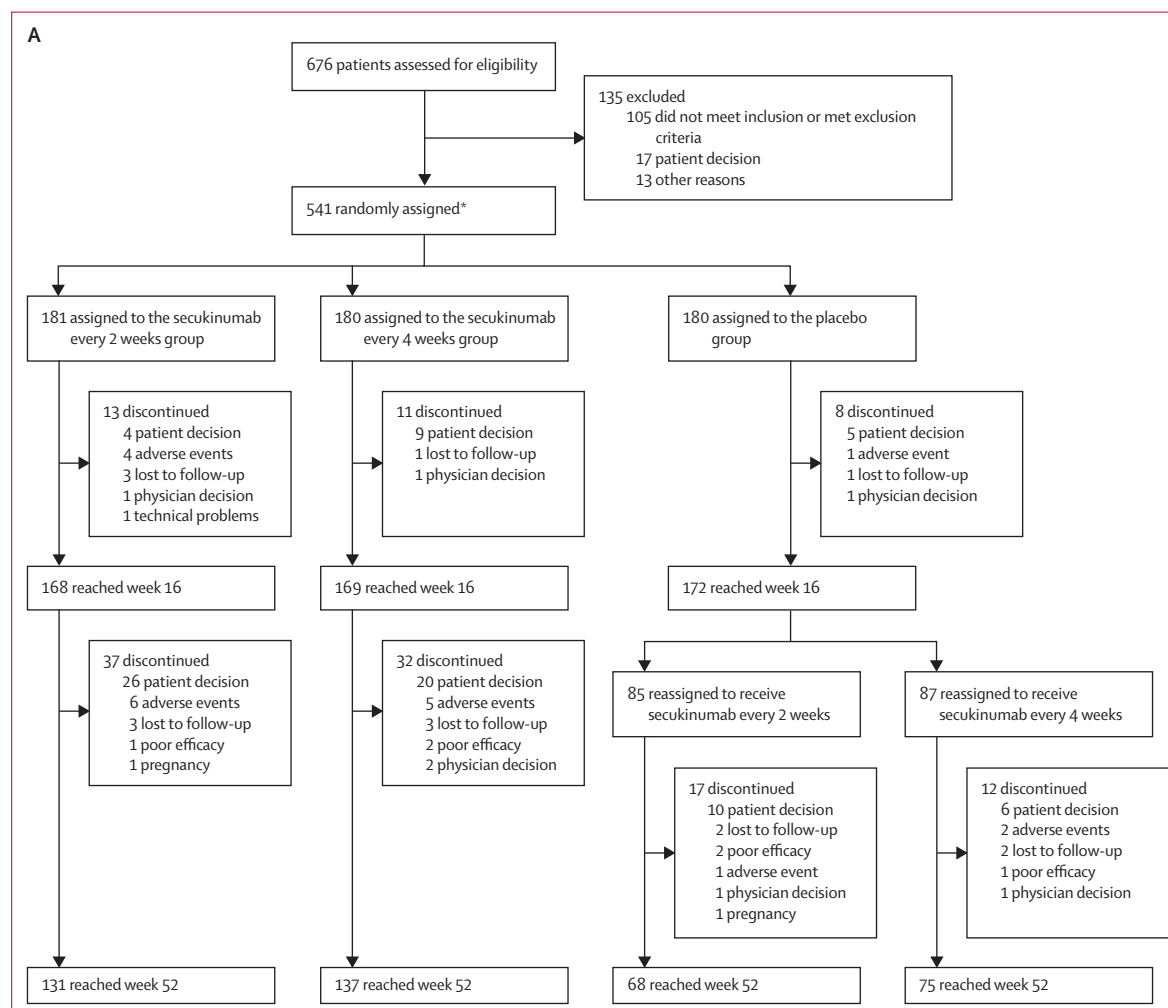 A
676 patients assessed for eligibility
135 excluded
105 did not meet inclusion or met exclusion
criteria
17 patient decision
13 other reasons
541 randomly assigned*
181 assigned to the secukinumab
every 2 weeks group
180 assigned to the secukinumab
every 4 weeks group
180 assigned to the placebo
group
13 discontinued
4 patient decision
4 adverse events
3 lost to follow-up
1 physician decision
1 technical problems
11 discontinued
9 patient decision
1 lost to follow-up
1 physician decision
8 discontinued
5 patient decision
1 adverse event
1 lost to follow-up
1 physician decision
168 reached week 16
169 reached week 16
172 reached week 16
37 discontinued
26 patient decision
6 adverse events
3 lost to follow-up
1 poor efficacy
1 pregnancy
32 discontinued
20 patient decision
5 adverse events
3 lost to follow-up
2 poor efficacy
2 physician decision
85 reassigned to receive
secukinumab every 2 weeks
87 reassigned to receive
secukinumab every 4 weeks
17 discontinued
10 patient decision
2 lost to follow-up
2 poor efficacy
1 adverse event
1 physician decision
1 pregnancy
12 discontinued
6 patient decision
2 adverse events
2 lost to follow-up
1 poor efficacy
1 physician decision
131 reached week 52
137 reached week 52
68 reached week 52
75 reached week 52